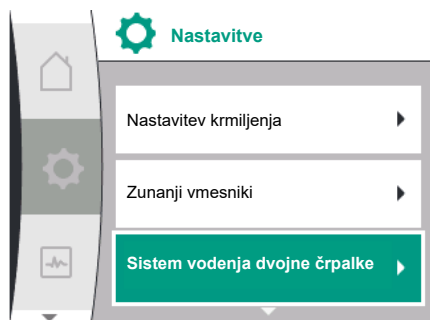 Nastavitve
Nastavitev krmiljenja
Zunanji vmesniki
Sistem vodenja dvojne črpalke